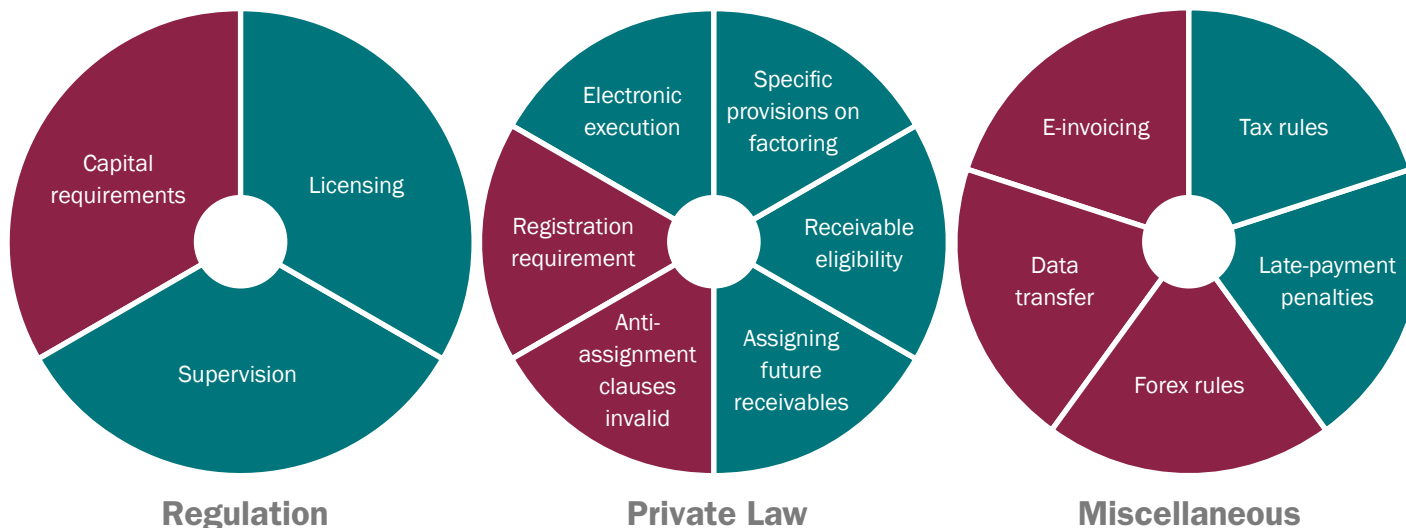 Capital
requirements
Licensing
Supervision
Regulation
Electronic
execution
Specific
provisions on
factoring
Registration
requirement
Receivable
eligibility
Anti-
assignment
clauses
invalid
Assigning
future
receivables
Private Law
E-invoicing
Tax rules
Data
transfer
Late-payment
penalties
Forex rules
Miscellaneous